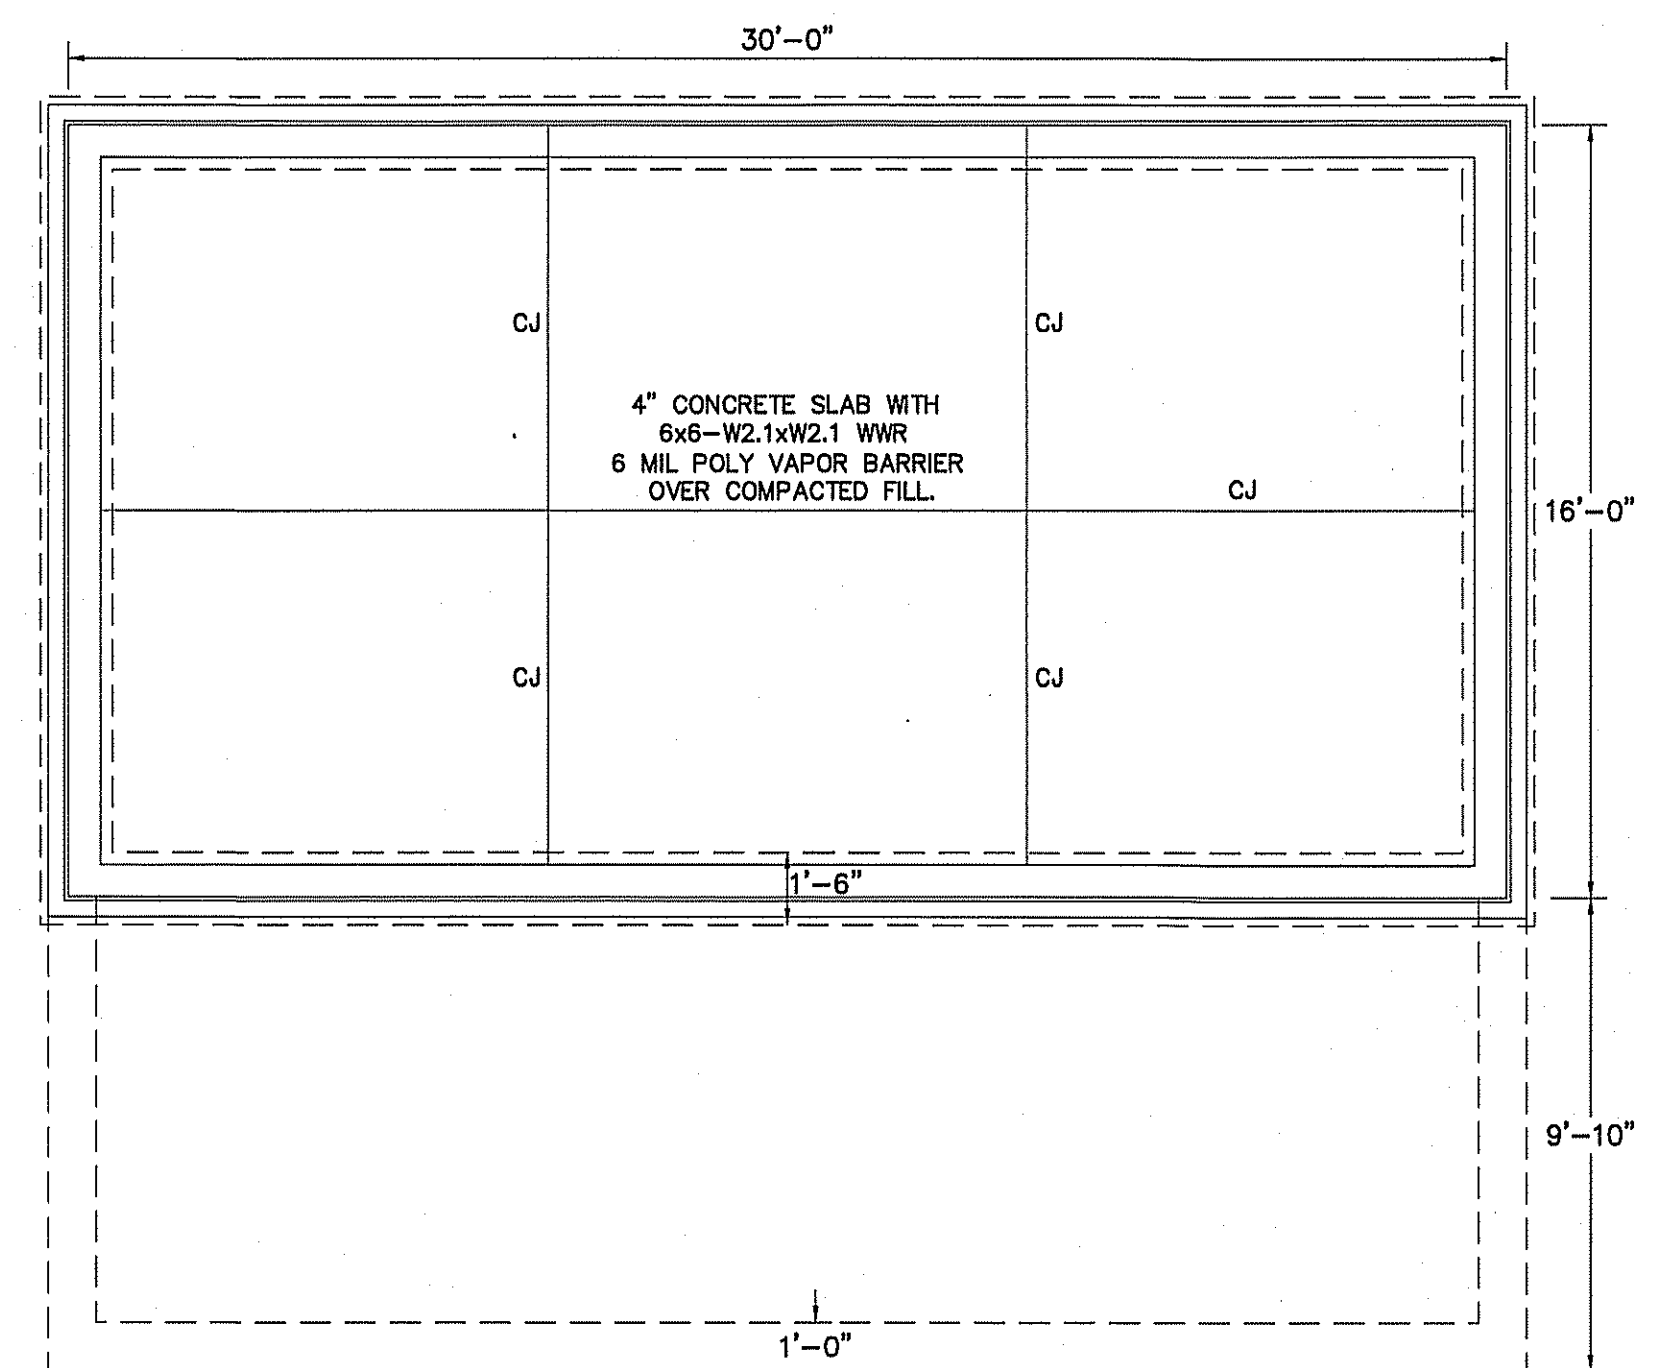 30'-0"
CJ
CJ
4" CONCRETE SLAB WITH
6x6-W2.1xW2.1 WWR
6 MIL POLY VAPOR BARRIER
OVER COMPACTED FILL.
CJ
16'-0"
CJ
CJ
1'-6"
9'-10"
1'-0"